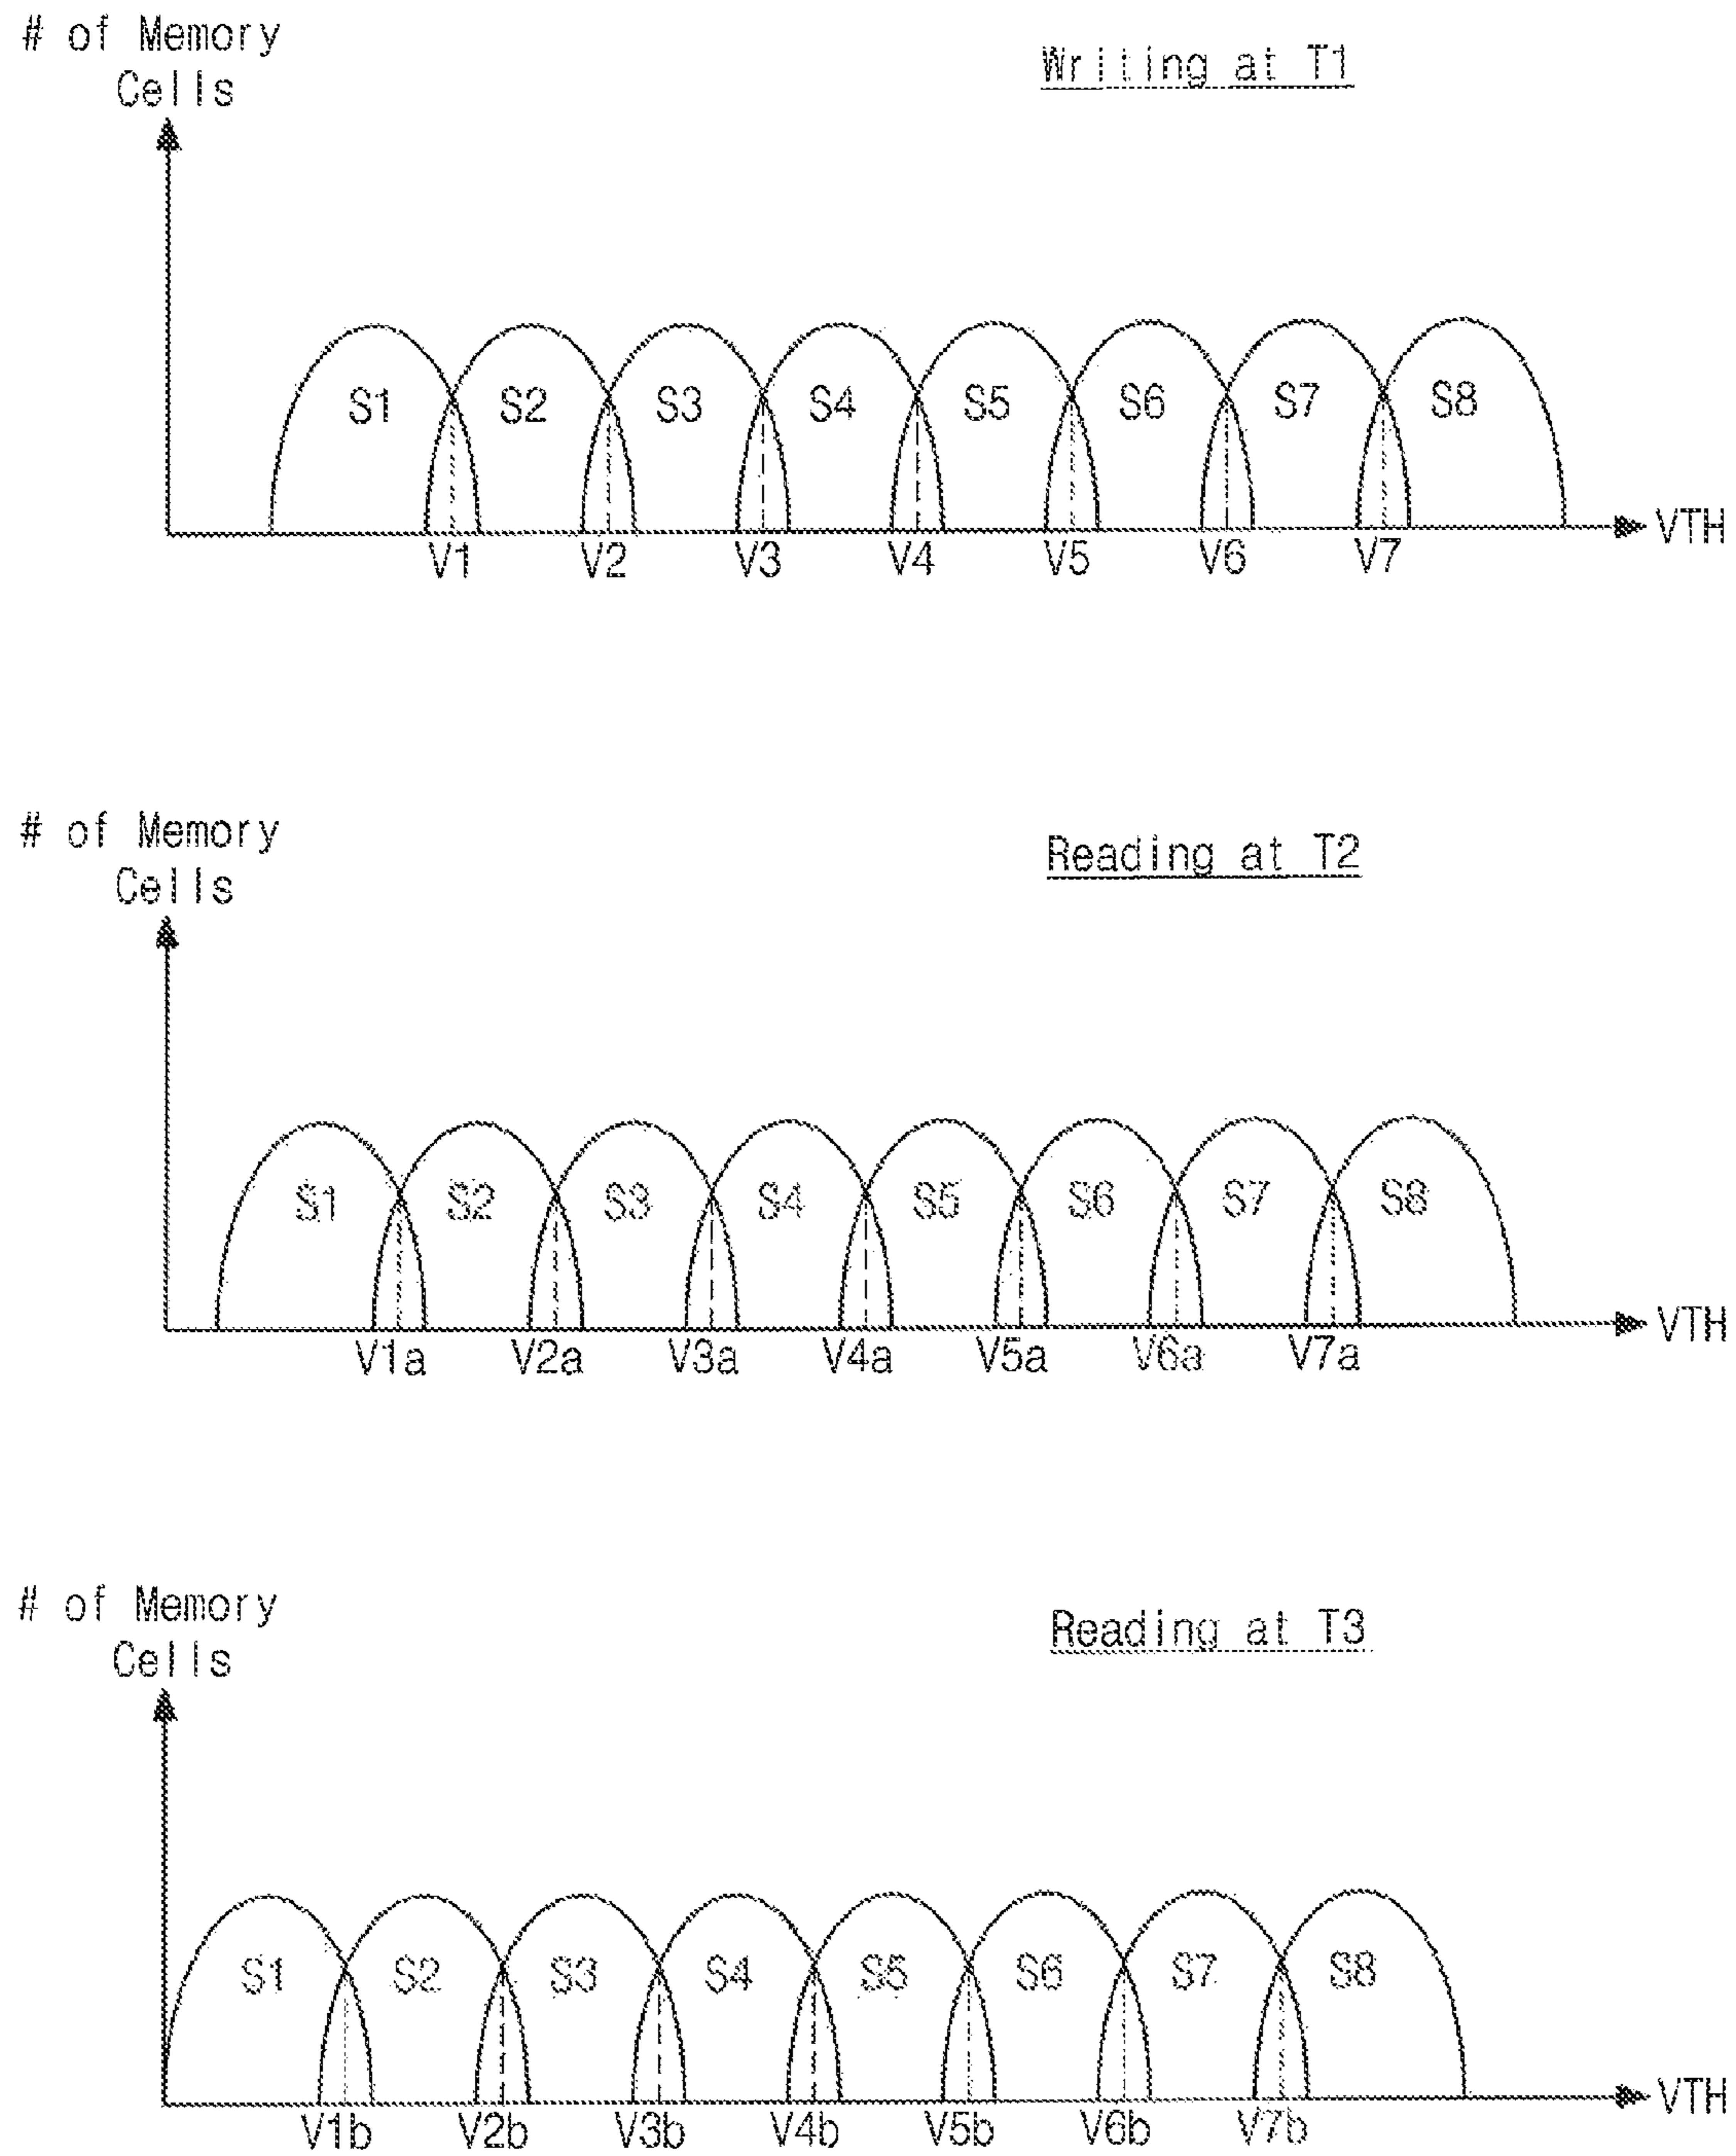 # of Memory
Cells
Writing at T1
S1 S2 S3 S4 S5 S6 S7 S8
VTH
V1 V2 V3 V4 V5 V6 V7
# of Memory
Cells
Reading at T2
S1 S2 S3 S4 S5 S6 S7 S8
VTH
V1a V2a V3a V4a V5a V6a V7a
# of Memory
Cells
Reading at T3
S1 S2 S3 S4 S5 S6 S7 S8
VTH
V1b V2b V3b V4b V5b V6b V7b